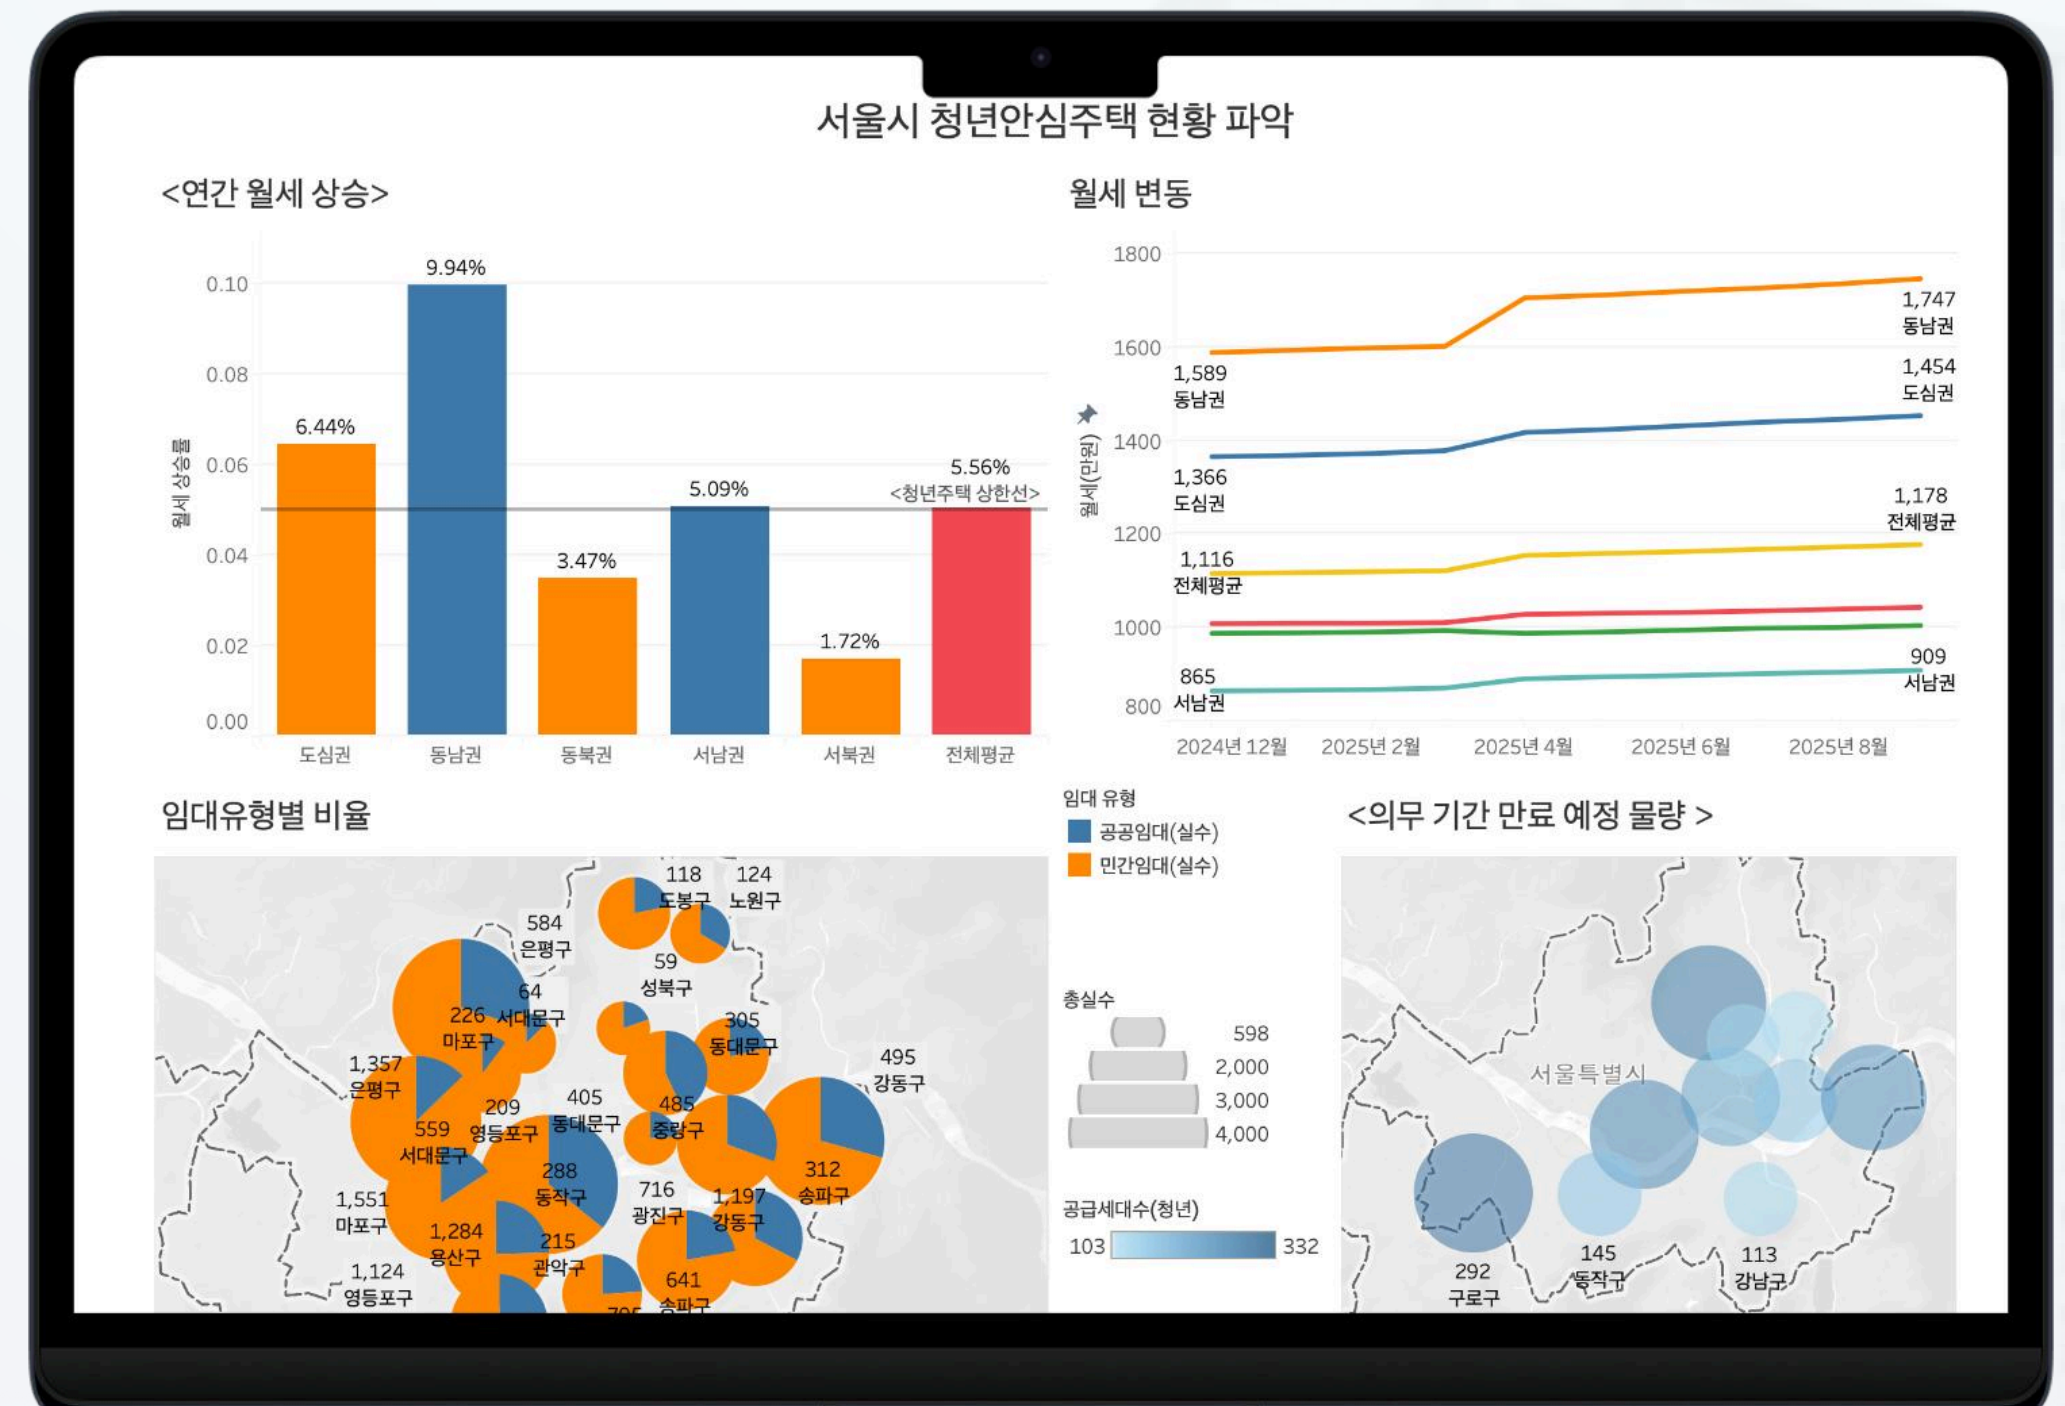 서울시 청년안심주택 현황 파악
<연간 월세 상승>
월세 상승률
0.10
0.08
0.06
0.04
0.02
0.00
6.44%
9.94%
3.47%
5.09%
1.72%
5.56%
<청년주택 상한선>
도심권 동남권 동북권 서남권 서북권 전체평균
월세 변동
월세(만원)
1800
1600
1400
1200
1000
800
1,589
동남권
1,747
동남권
1,366
도심권
1,454
도심권
1,116
전체평균
1,178
전체평균
865
서남권
909
서남권
2024년 12월 2025년 2월 2025년 4월 2025년 6월 2025년 8월
임대유형별 비율
118
도봉구
124
노원구
584
은평구
59
성북구
64
서대문구
226
마포구
305
동대문구
1,357
은평구
495
강동구
405
동대문구
209
영등포구
485
중랑구
559
서대문구
288
동작구
312
송파구
1,551
마포구
716
광진구
1,197
강동구
1,284
용산구
215
관악구
1,124
영등포구
641
송파구
임대 유형
공공임대(실수)
민간임대(실수)
총실수
598
2,000
3,000
4,000
공급세대수(청년)
103 332
<의무 기간 만료 예정 물량 >
서울특별시
292
구로구
145
동작구
113
강남구